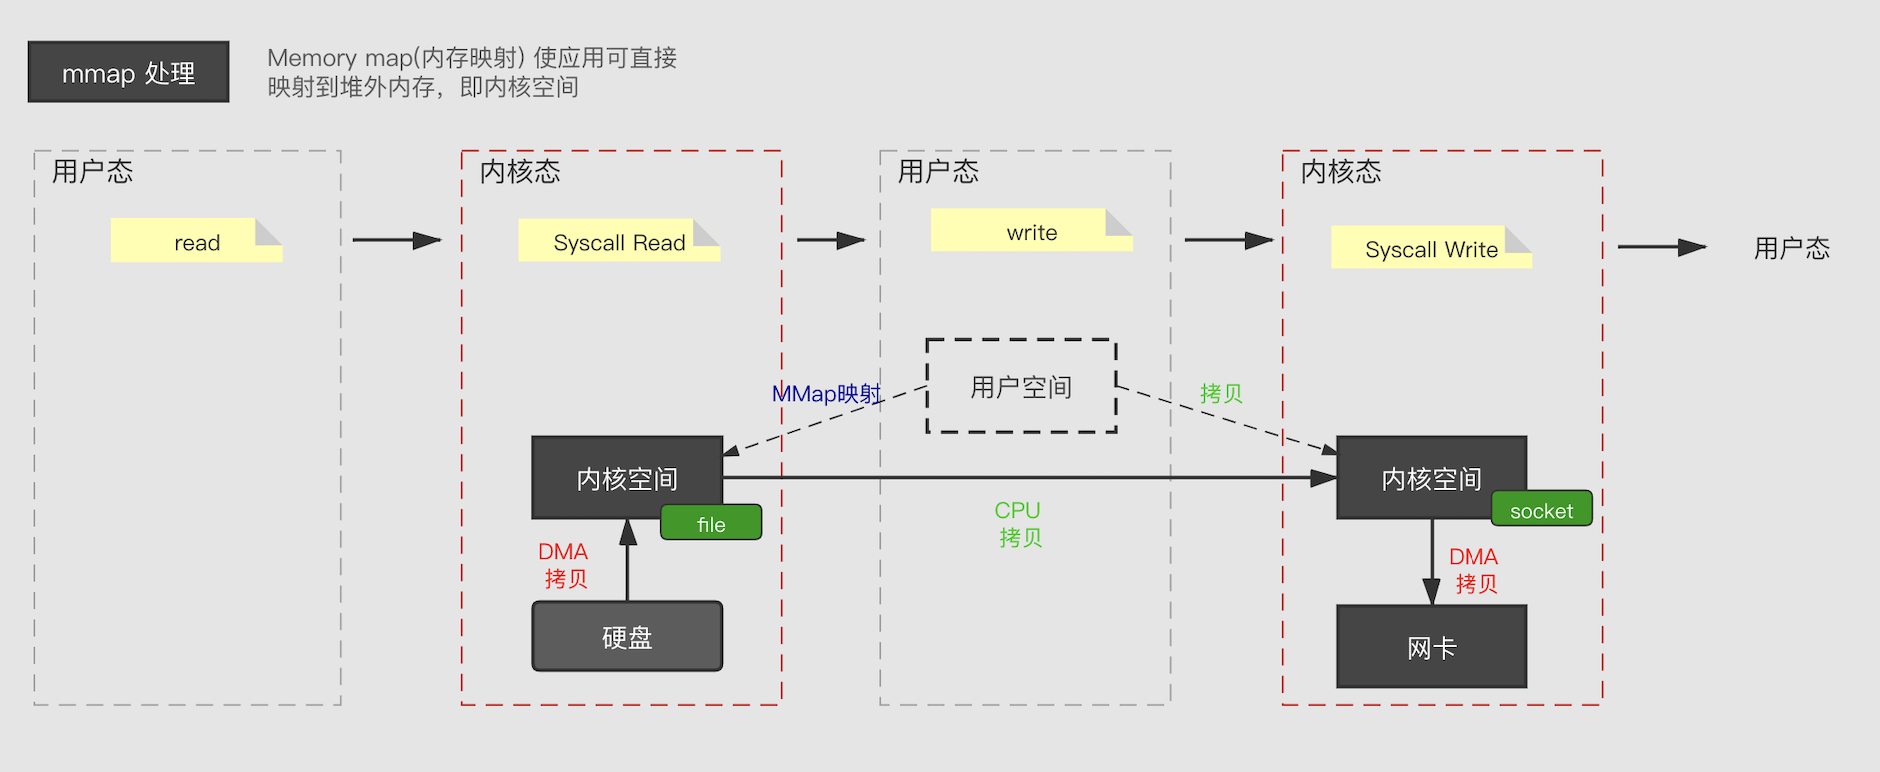 mmap 处理
Memory map(内存映射) 使应用可直接
映射到堆外内存，即内核空间
用户态
内核态
用户态
内核态
read
Syscall Read
write
Syscall Write
用户态
用户空间
MMap映射
拷贝
内核空间
内核空间
file
socket
CPU
拷贝
DMA
拷贝
DMA
拷贝
硬盘
网卡